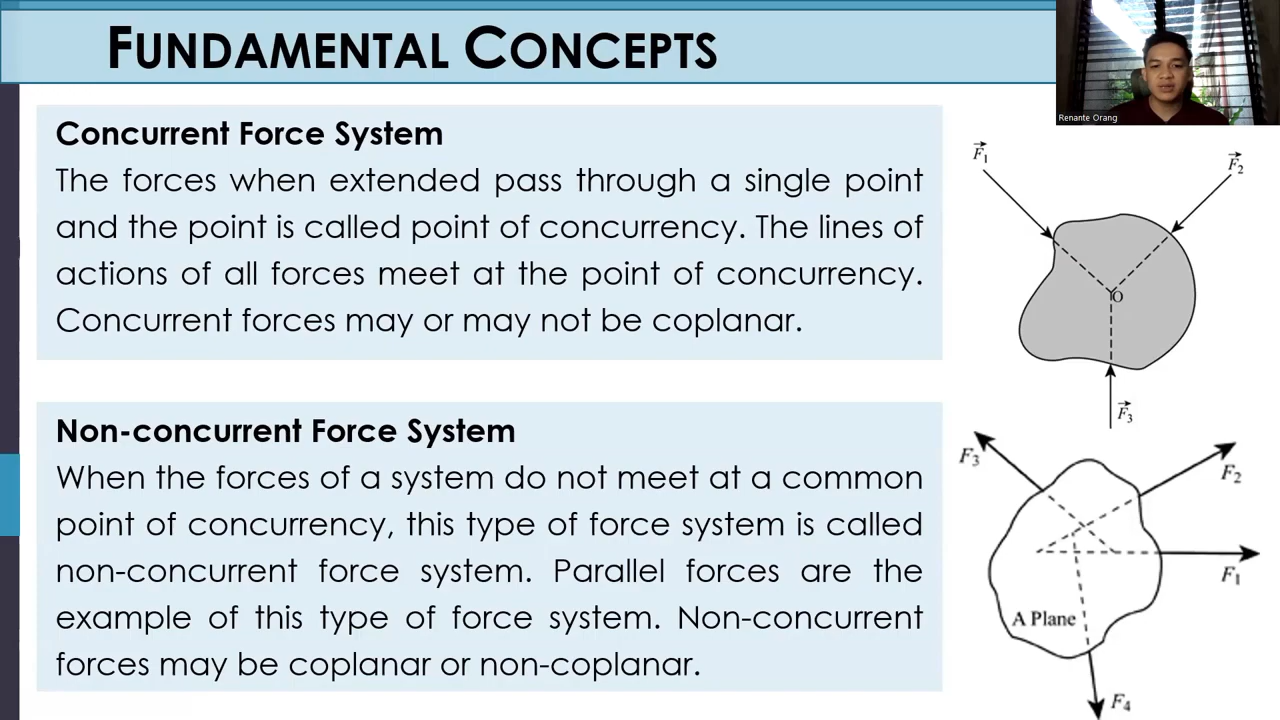 FUNDAMENTAL CONCEPTS
Renante Orang
Concurrent Force System
The forces when extended pass through a single point
and the point is called point of concurrency. The lines of
actions of all forces meet at the point of concurrency.
Concurrent forces may or may not be coplanar.
F1
F2
O
F3
Non-concurrent Force System
When the forces of a system do not meet at a common
point of concurrency, this type of force system is called
non-concurrent force system. Parallel forces are the
example of this type of force system. Non-concurrent
forces may be coplanar or non-coplanar.
F3
F2
F1
A Plane
F4